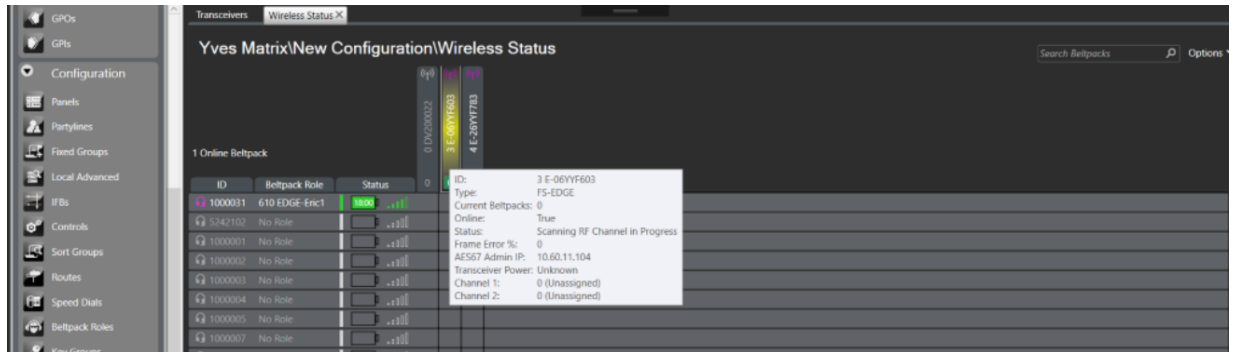 GPOs
GPIs
Configuration
Panels
Partylines
Fixed Groups
Local Advanced
IFBs
Controls
Sort Groups
Routes
Speed Dials
Beltpack Roles
Key Groups
Transceivers Wireless Status X
Yves Matrix\New Configuration\Wireless Status
Search Beltpacks Options
0 DV200022
3 E-06YYF603
4 E-26YYF783
1 Online Beltpack
ID Beltpack Role Status 0
1000031 610 EDGE-Eric1 18:00
5242102 No Role
1000001 No Role
1000002 No Role
1000003 No Role
1000004 No Role
1000005 No Role
1000007 No Role
ID: 3 E-06YYF603
Type: FS-EDGE
Current Beltpacks: 0
Online: True
Status: Scanning RF Channel in Progress
Frame Error %: 0
AES67 Admin IP: 10.60.11.104
Transceiver Power: Unknown
Channel 1: 0 (Unassigned)
Channel 2: 0 (Unassigned)